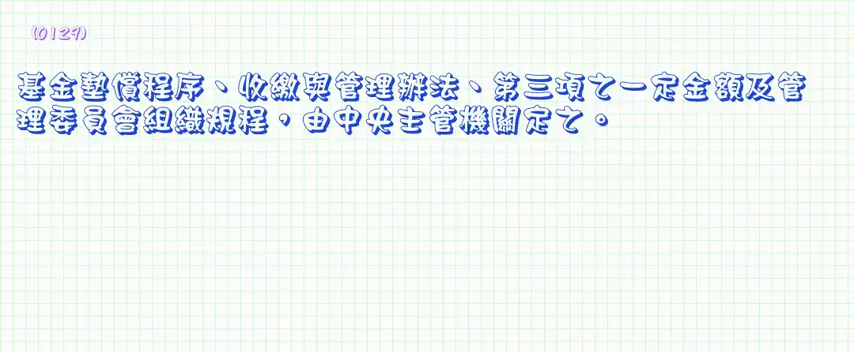 (0129)
基金墊償程序、收繳與管理辦法、第三項之一定金額及管
理委員會組織規程，由中央主管機關定之。